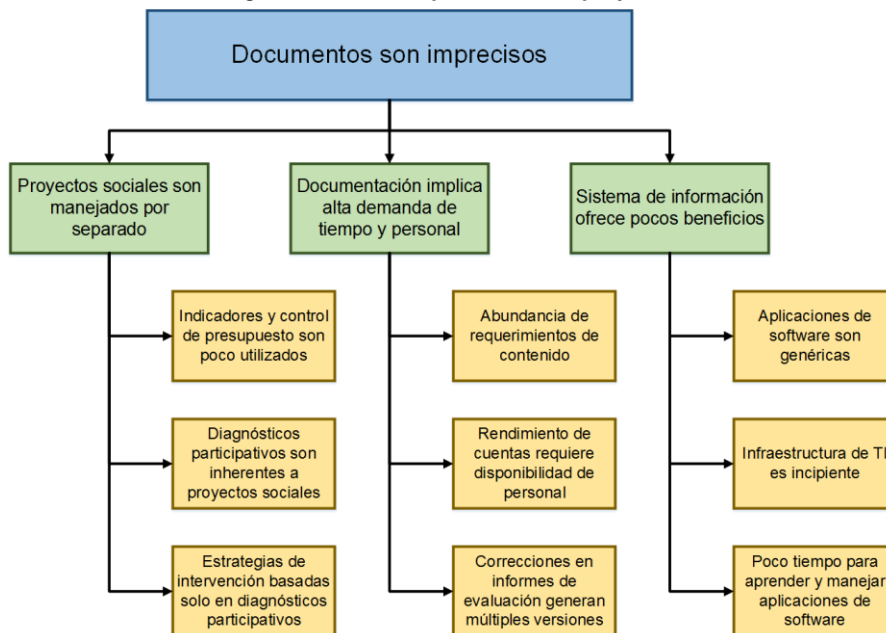 Documentos son imprecisos
Proyectos sociales son
manejados por
separado
Documentación implica
alta demanda de
tiempo y personal
Sistema de información
ofrece pocos beneficios
Indicadores y control
de presupuesto son
poco utilizados
Abundancia de
requerimientos de
contenido
Aplicaciones de
software son
genéricas
Diagnósticos
participativos son
inherentes a
proyectos sociales
Rendimiento de
cuentas requiere
disponibilidad de
personal
Infraestructura de TI
es incipiente
Estrategias de
intervención basadas
solo en diagnósticos
participativos
Correcciones en
informes de
evaluación generan
múltiples versiones
Poco tiempo para
aprender y manejar
aplicaciones de
software